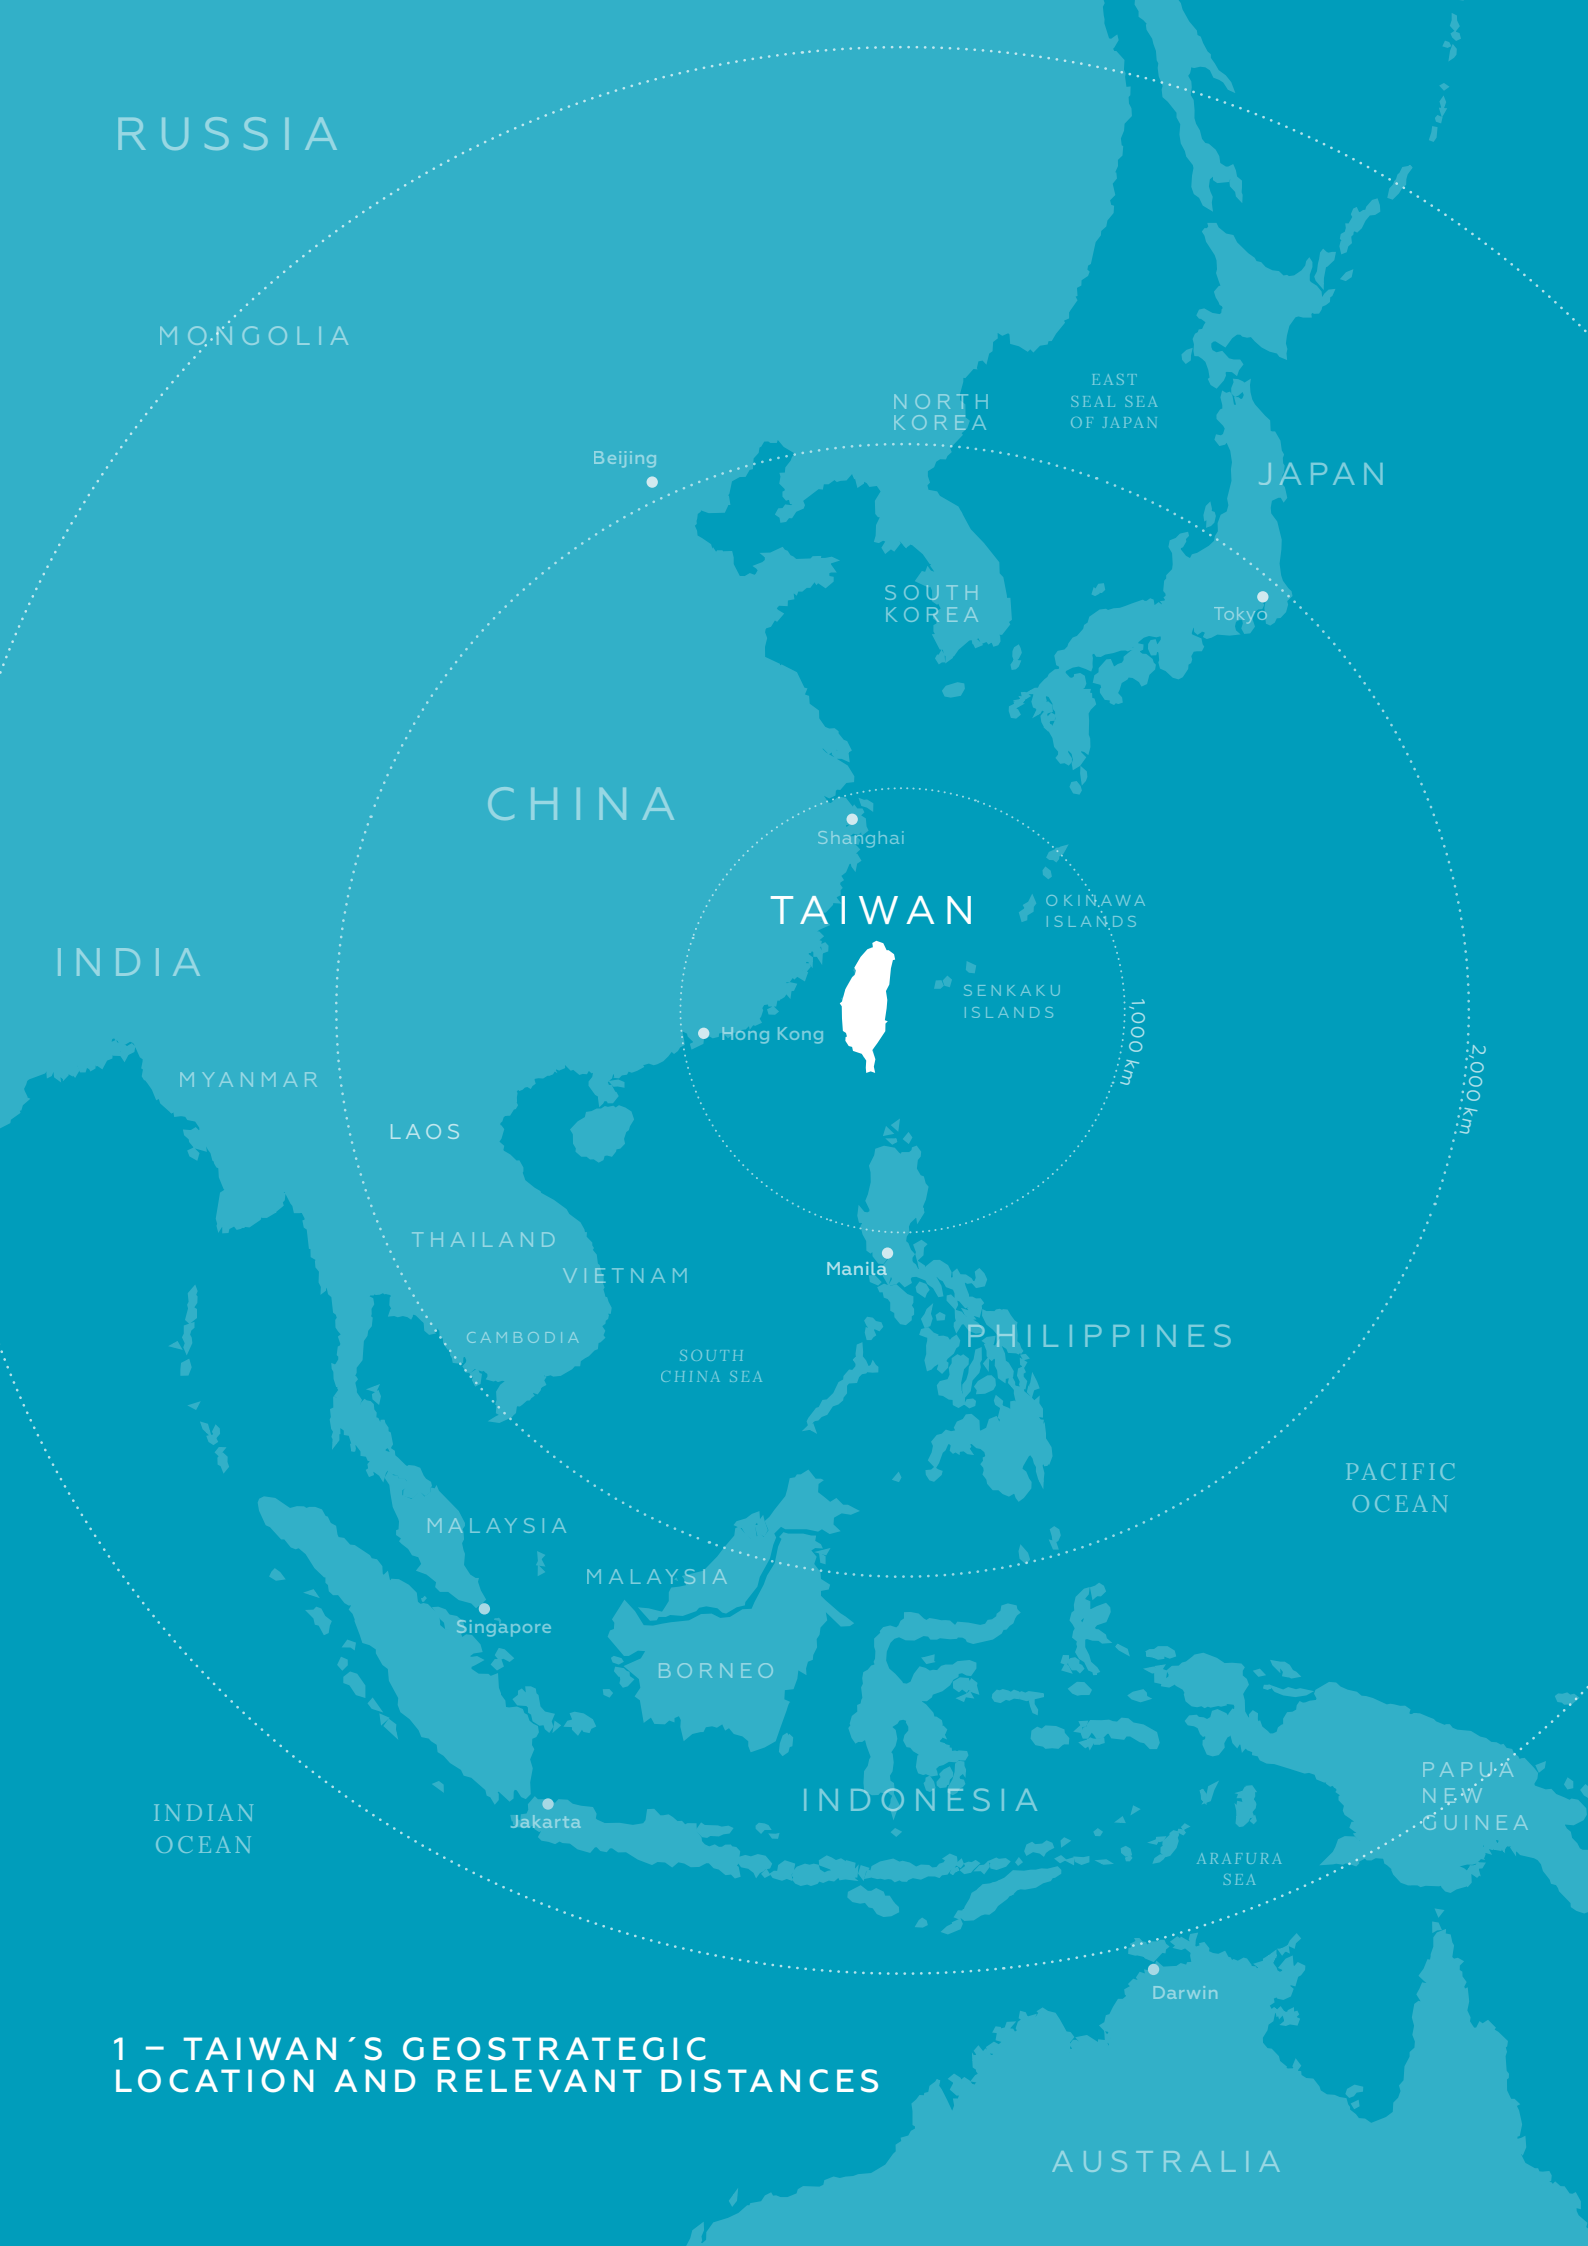 RUSSIA
MONGOLIA
NORTH
KOREA
EAST
SEAL SEA
OF JAPAN
Beijing
JAPAN
SOUTH
KOREA
Tokyo
CHINA
Shanghai
TAIWAN
OKINAWA
ISLANDS
INDIA
SENKAKU
ISLANDS
1,000 km
2,000 km
Hong Kong
MYANMAR
LAOS
THAILAND
VIETNAM
Manila
CAMBODIA
PHILIPPINES
SOUTH
CHINA SEA
PACIFIC
OCEAN
MALAYSIA
MALAYSIA
Singapore
BORNEO
PAPUA
NEW
GUINEA
INDONESIA
INDIAN
OCEAN
Jakarta
ARAFURA
SEA
Darwin
1 – TAIWAN´S GEOSTRATEGIC
LOCATION AND RELEVANT DISTANCES
AUSTRALIA